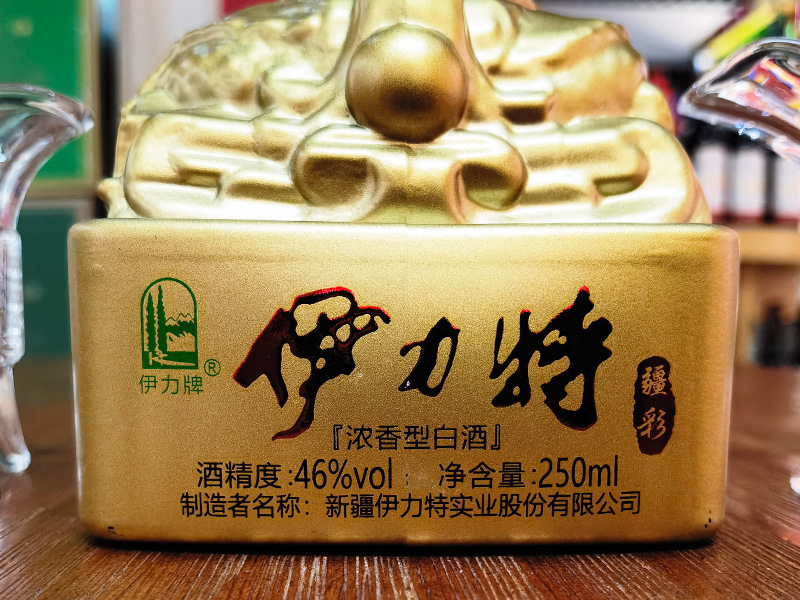 伊力牌®
伊力特
疆彩
『浓香型白酒』
酒精度:46%vol 净含量:250ml
制造者名称:新疆伊力特实业股份有限公司